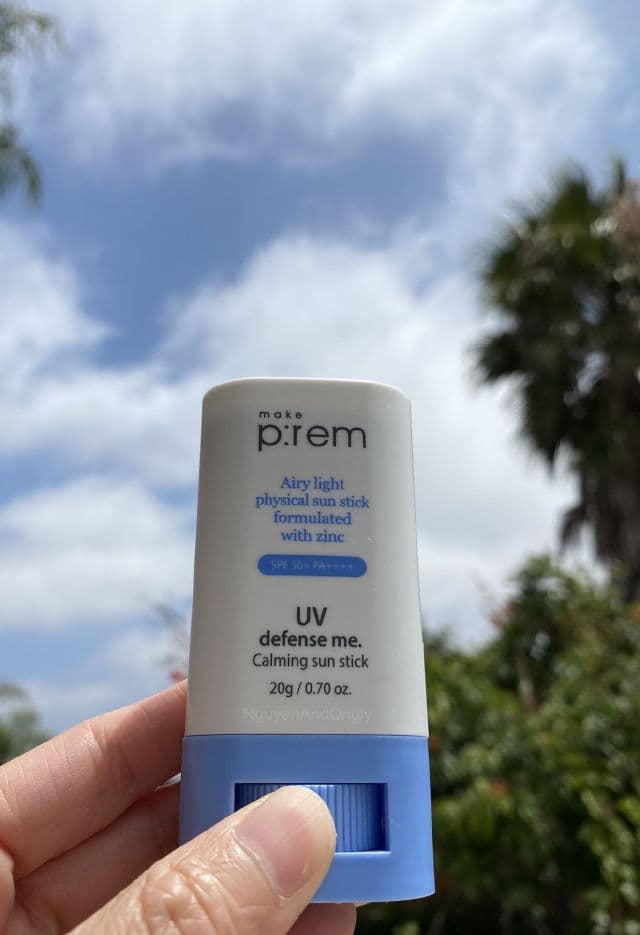 make
p:rem
Airy light
physical sun stick
formulated
with zinc
SPF 50+ PA++++
UV
defense me.
Calming sun stick
20g / 0.70 oz.
NguyenAndOngly